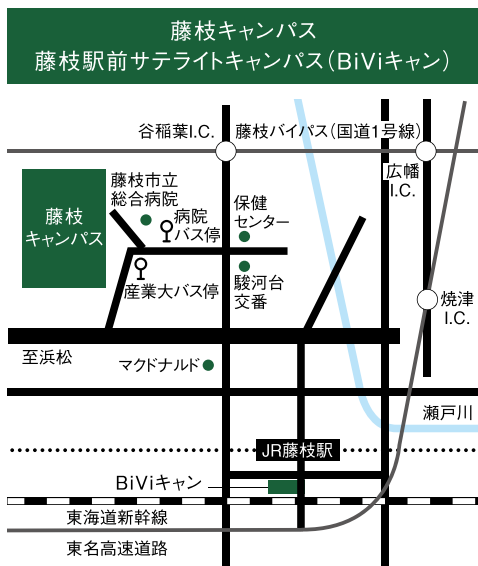 藤枝キャンパス
藤枝駅前サテライトキャンパス（BiViキャン）
谷稲葉I.C.
藤枝バイパス（国道1号線）
広幡
I.C.
藤枝
キャンパス
藤枝市立
総合病院
病院
バス停
保健
センター
産業大バス停
駿河台
交番
焼津
I.C.
至浜松
マクドナルド
瀬戸川
JR藤枝駅
BiViキャン
東海道新幹線
東名高速道路